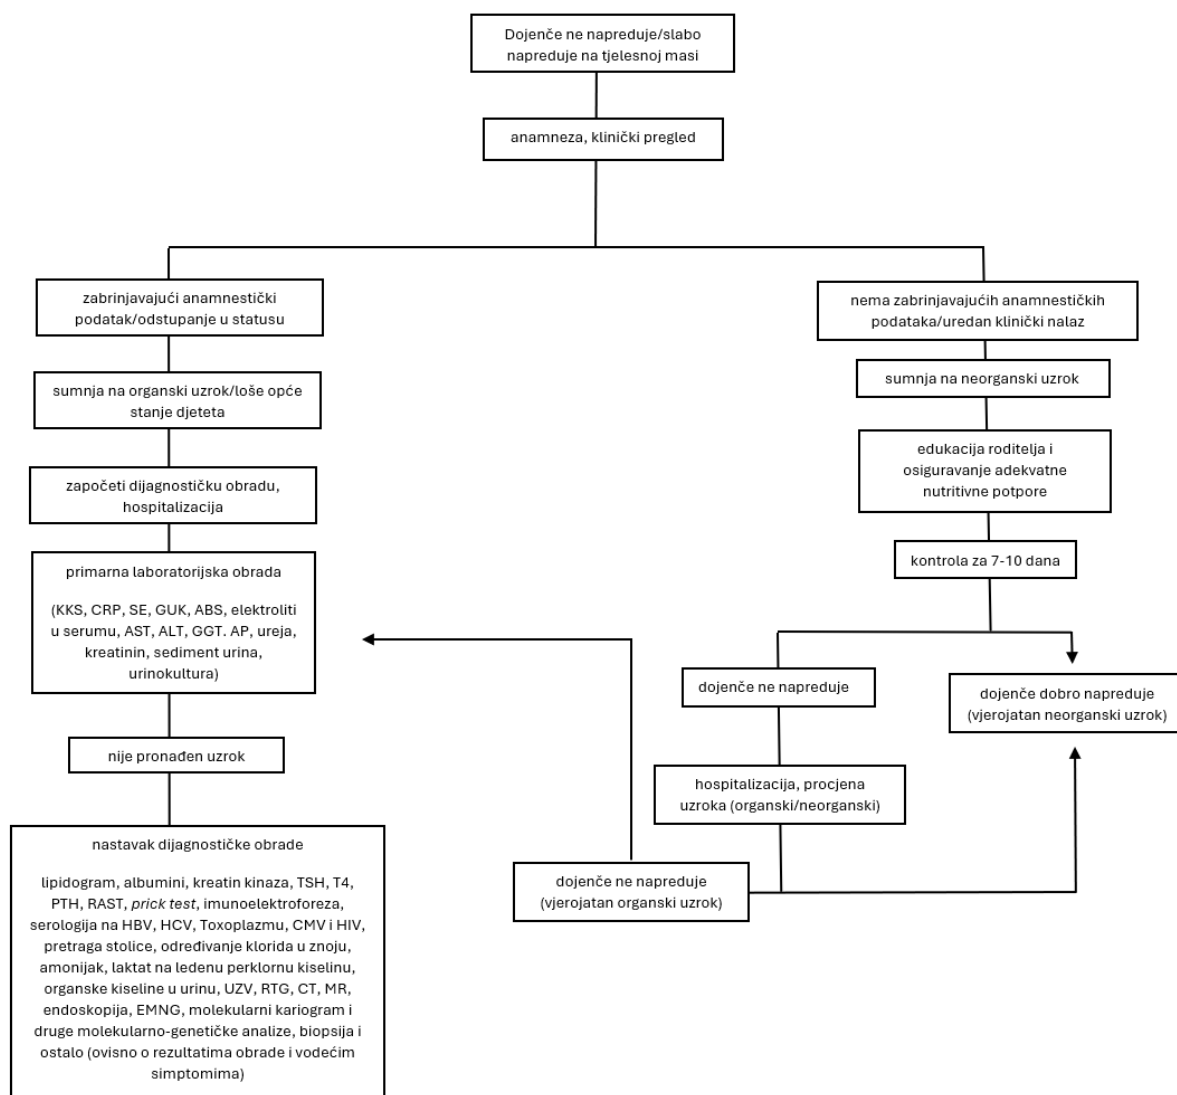 Dojenče ne napreduje/slabo
napreduje na tjelesnoj masi
anamneza, klinički pregled
zabrinjavajući anamnestički
podatak/odstupanje u statusu
sumnja na organski uzrok/loše opće
stanje djeteta
započeti dijagnostičku obradu,
hospitalizacija
primarna laboratorijska obrada
(KKS, CRP, SE, GUK, ABS, elektroliti
u serumu, AST, ALT, GGT. AP, ureja,
kreatinin, sediment urina,
urinokultura)
nije pronađen uzrok
nastavak dijagnostičke obrade
lipidogram, albumini, kreatin kinaza, TSH, T4,
PTH, RAST, prick test, imunoelektroforeza,
serologija na HBV, HCV, Toxoplazmu, CMV i HIV,
pretraga stolice, određivanje klorida u znoju,
amonijak, laktat na ledenu perklornu kiselinu,
organske kiseline u urinu, UZV, RTG, CT, MR,
endoskopija, EMNG, molekularni kariogram i
druge molekularno-genetičke analize, biopsija i
ostalo (ovisno o rezultatima obrade i vodećim
simptomima)
nema zabrinjavajućih anamnestičkih
podataka/uredan klinički nalaz
sumnja na neorganski uzrok
edukacija roditelja i
osiguravanje adekvatne
nutritivne potpore
kontrola za 7-10 dana
dojenče ne napreduje
dojenče dobro napreduje
(vjerojatan neorganski uzrok)
hospitalizacija, procjena
uzroka (organski/neorganski)
dojenče ne napreduje
(vjerojatan organski uzrok)